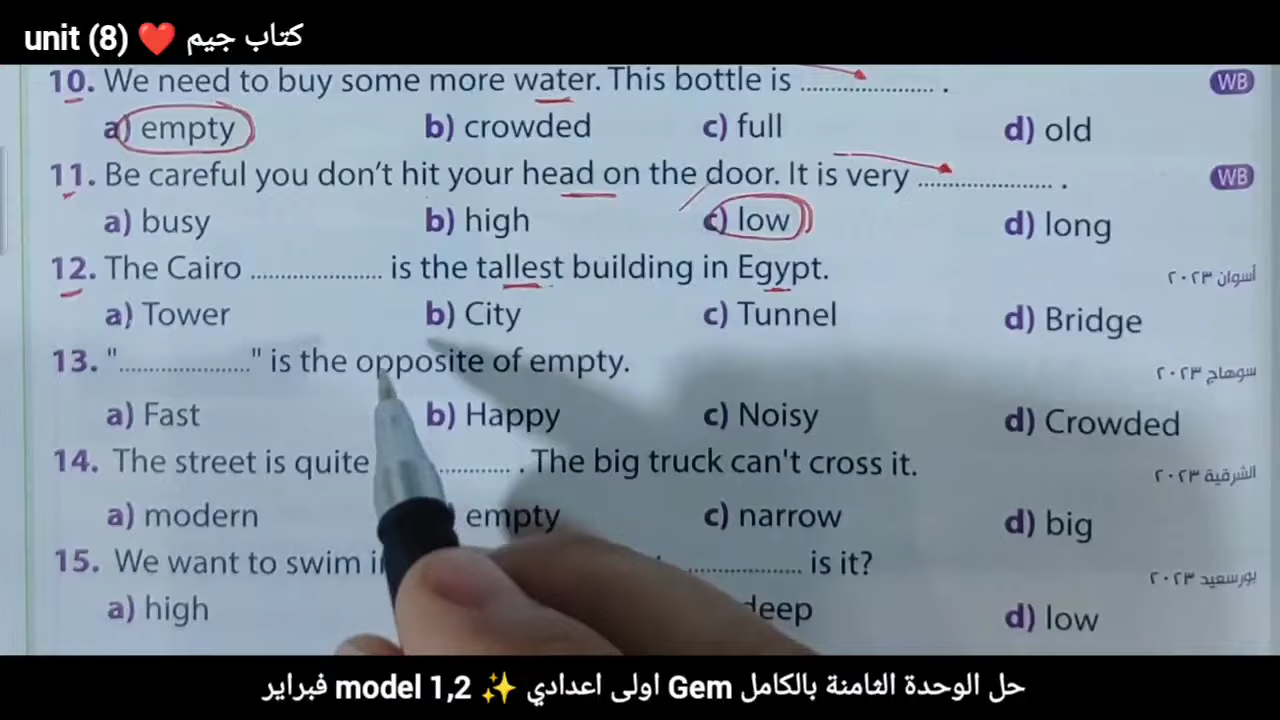 unit (8) ❤️ كتاب جيم
10. We need to buy some more water. This bottle is ..................... . WB
a) empty b) crowded c) full d) old
11. Be careful you don't hit your head on the door. It is very ..................... . WB
a) busy b) high c) low d) long
12. The Cairo ..................... is the tallest building in Egypt. أسوان ٢٠٢٣
a) Tower b) City c) Tunnel d) Bridge
13. "....................." is the opposite of empty. سوهاج ٢٠٢٣
a) Fast b) Happy c) Noisy d) Crowded
14. The street is quite ............ . The big truck can't cross it. الشرقية ٢٠٢٣
a) modern empty c) narrow d) big
15. We want to swim ................. is it? بورسعيد ٢٠٢٣
a) high deep d) low
حل الوحدة الثامنة بالكامل Gem اولى اعدادي ✨ model 1,2 فبراير